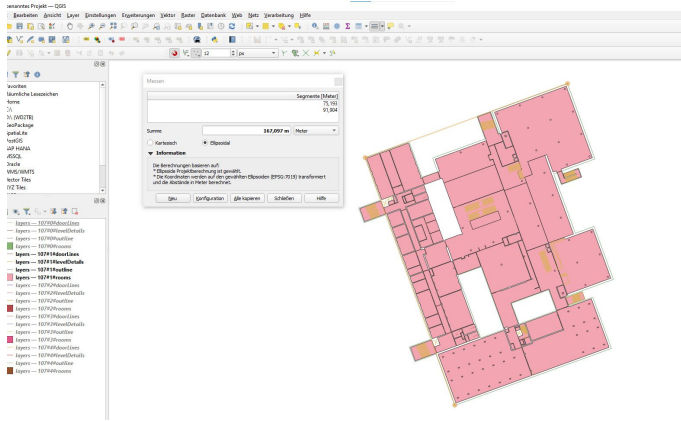 benanntes Projekt — QGIS
Bearbeiten Ansicht Layer Einstellungen Erweiterungen Vektor Raster Datenbank Web Netz Verarbeitung Hilfe
12 px
avoriten
äumliche Lesezeichen
Home
(WD2TB)
GeoPackage
SpatiaLite
PostGIS
SAP HANA
MSSQL
Oracle
WMS/WMTS
Vector Tiles
XYZ Tiles
layers — 107#0#doorLines
layers — 107#0#levelDetails
layers — 107#0#outline
layers — 107#0#rooms
layers — 107#1#doorLines
layers — 107#1#levelDetails
layers — 107#1#outline
layers — 107#1#rooms
layers — 107#2#doorLines
layers — 107#2#levelDetails
layers — 107#2#outline
layers — 107#2#rooms
layers — 107#3#doorLines
layers — 107#3#levelDetails
layers — 107#3#outline
layers — 107#3#rooms
layers — 107#4#doorLines
layers — 107#4#levelDetails
layers — 107#4#outline
layers — 107#4#rooms
Messen
Segmente [Meter]
75,193
91,904
Summe 167,097 m Meter
Kartesisch Ellipsoidal
Information
Die Berechnungen basieren auf:
* Ellipsoide Projektberechnung ist gewählt.
* Die Koordinaten werden auf den gewählten Ellipsoiden (EPSG:7019) transformiert
und die Abstände in Meter berechnet.
Neu Konfiguration Alle kopieren Schließen Hilfe